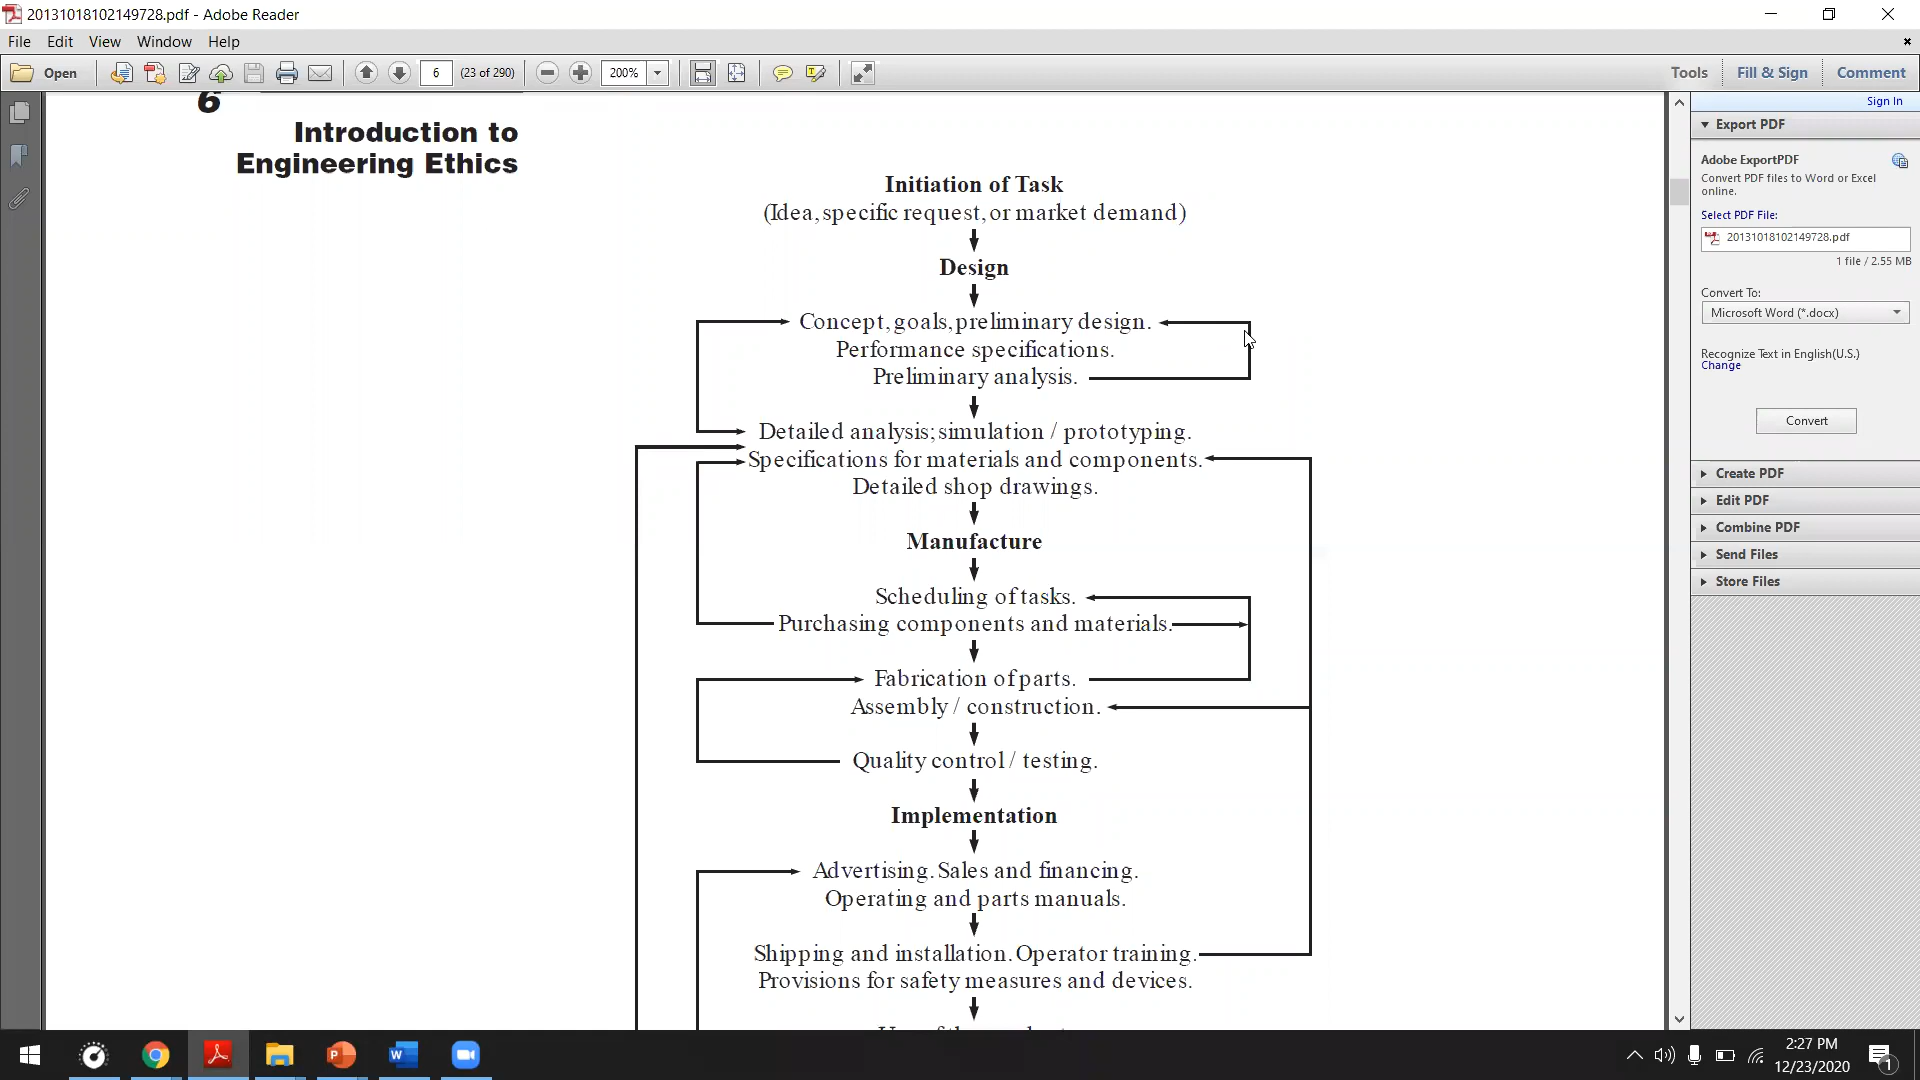 20131018102149728.pdf - Adobe Reader
File Edit View Window Help
Open 6 (23 of 290) 200% Tools Fill & Sign Comment
Sign In
6
Introduction to
Engineering Ethics
Initiation of Task
(Idea, specific request, or market demand)
Design
Concept, goals, preliminary design.
Performance specifications.
Preliminary analysis.
Detailed analysis; simulation / prototyping.
Specifications for materials and components.
Detailed shop drawings.
Manufacture
Scheduling of tasks.
Purchasing components and materials.
Fabrication of parts.
Assembly / construction.
Quality control / testing.
Implementation
Advertising. Sales and financing.
Operating and parts manuals.
Shipping and installation. Operator training.
Provisions for safety measures and devices.
Export PDF
Adobe ExportPDF
Convert PDF files to Word or Excel
online.
Select PDF File:
20131018102149728.pdf
1 file / 2.55 MB
Convert To:
Microsoft Word (*.docx)
Recognize Text in English(U.S.)
Change
Convert
Create PDF
Edit PDF
Combine PDF
Send Files
Store Files
2:27 PM
12/23/2020
1